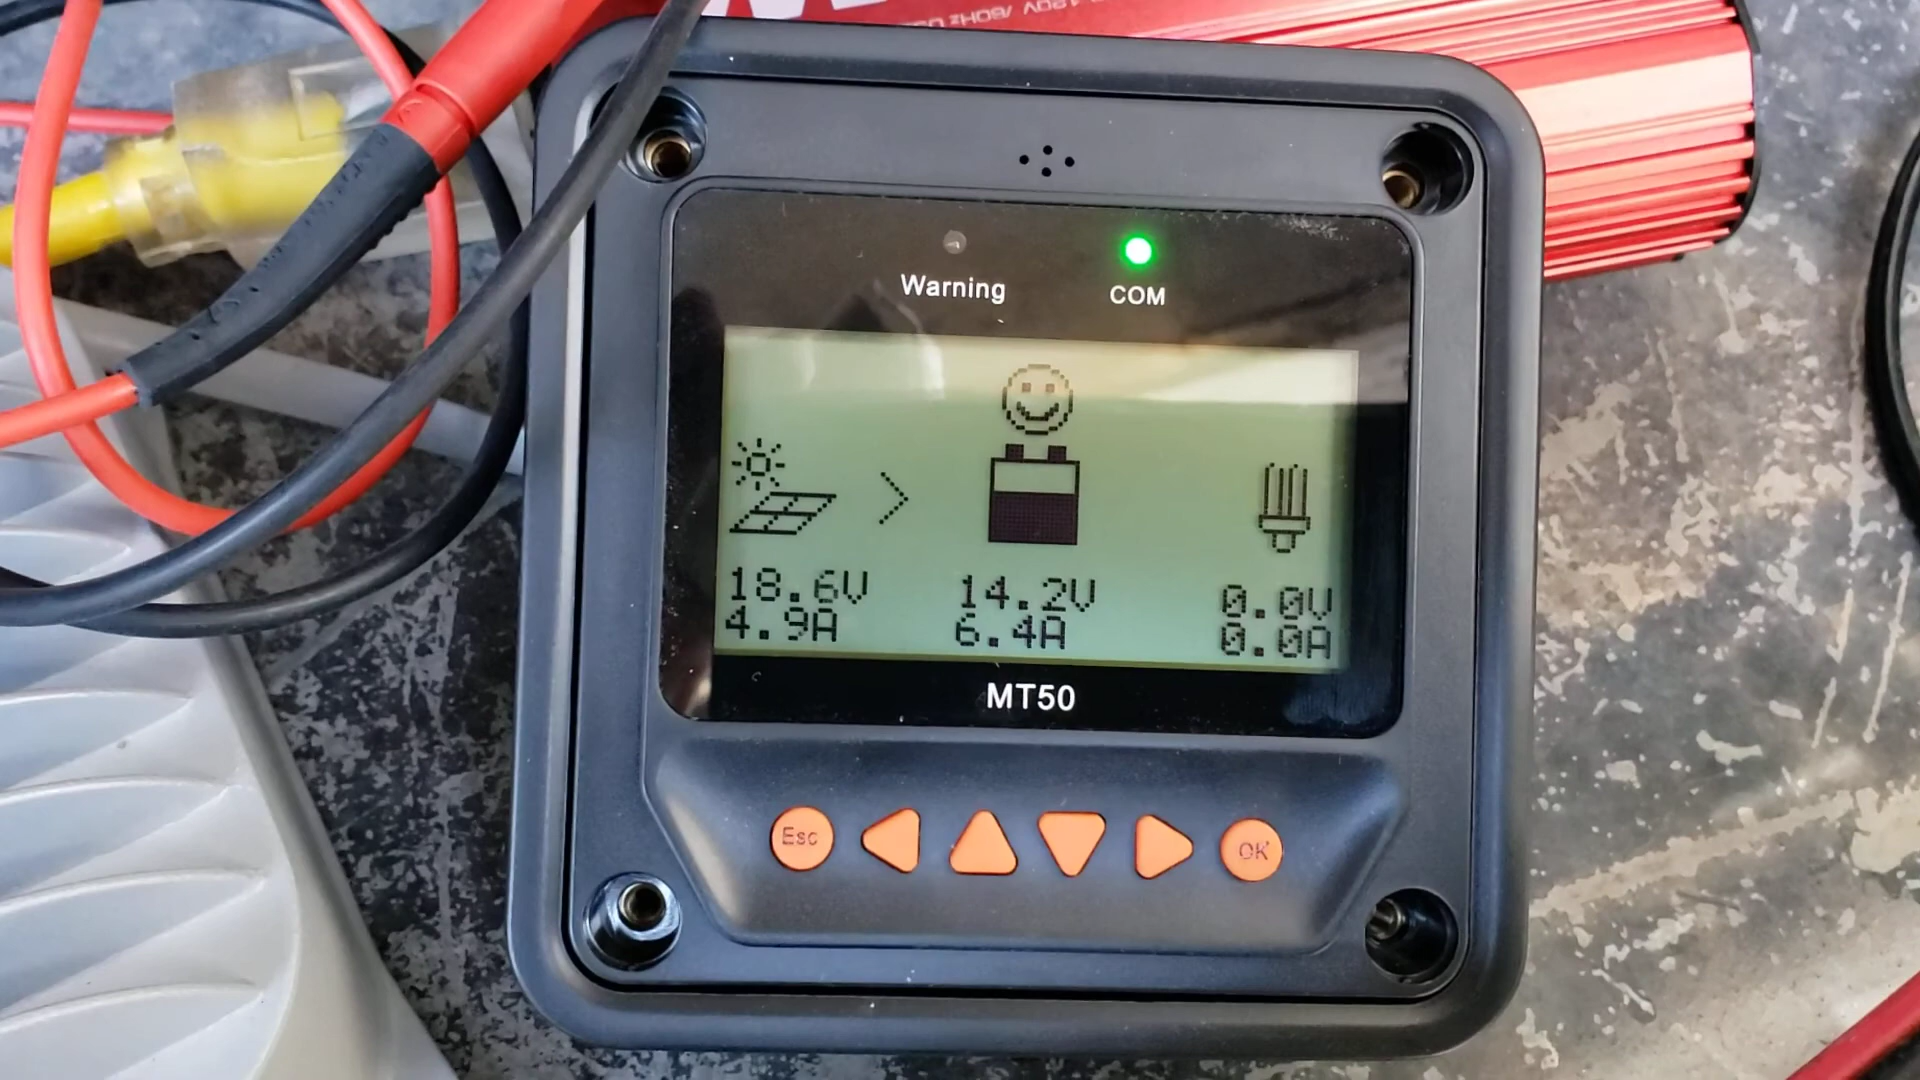 Warning
COM
18.6V
4.9A
14.2V
6.4A
0.0V
0.0A
MT50
Esc
OK